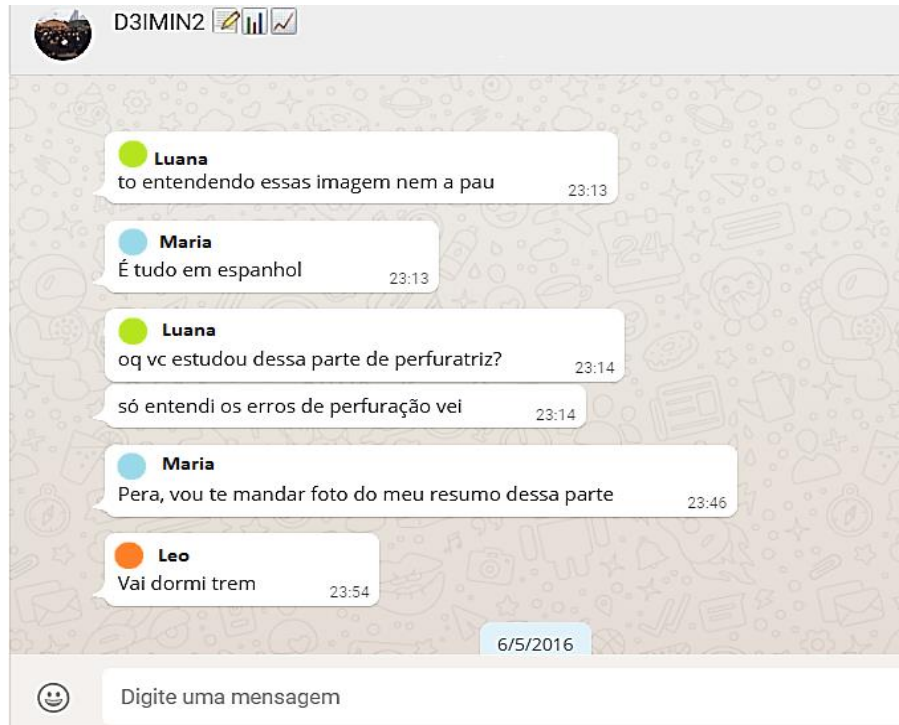 D3IMIN2 📝📊📈
Luana
to entendendo essas imagem nem a pau
23:13
Maria
É tudo em espanhol
23:13
Luana
oq vc estudou dessa parte de perfuratriz?
23:14
só entendi os erros de perfuração vei
23:14
Maria
Pera, vou te mandar foto do meu resumo dessa parte
23:46
Leo
Vai dormi trem
23:54
6/5/2016
Digite uma mensagem